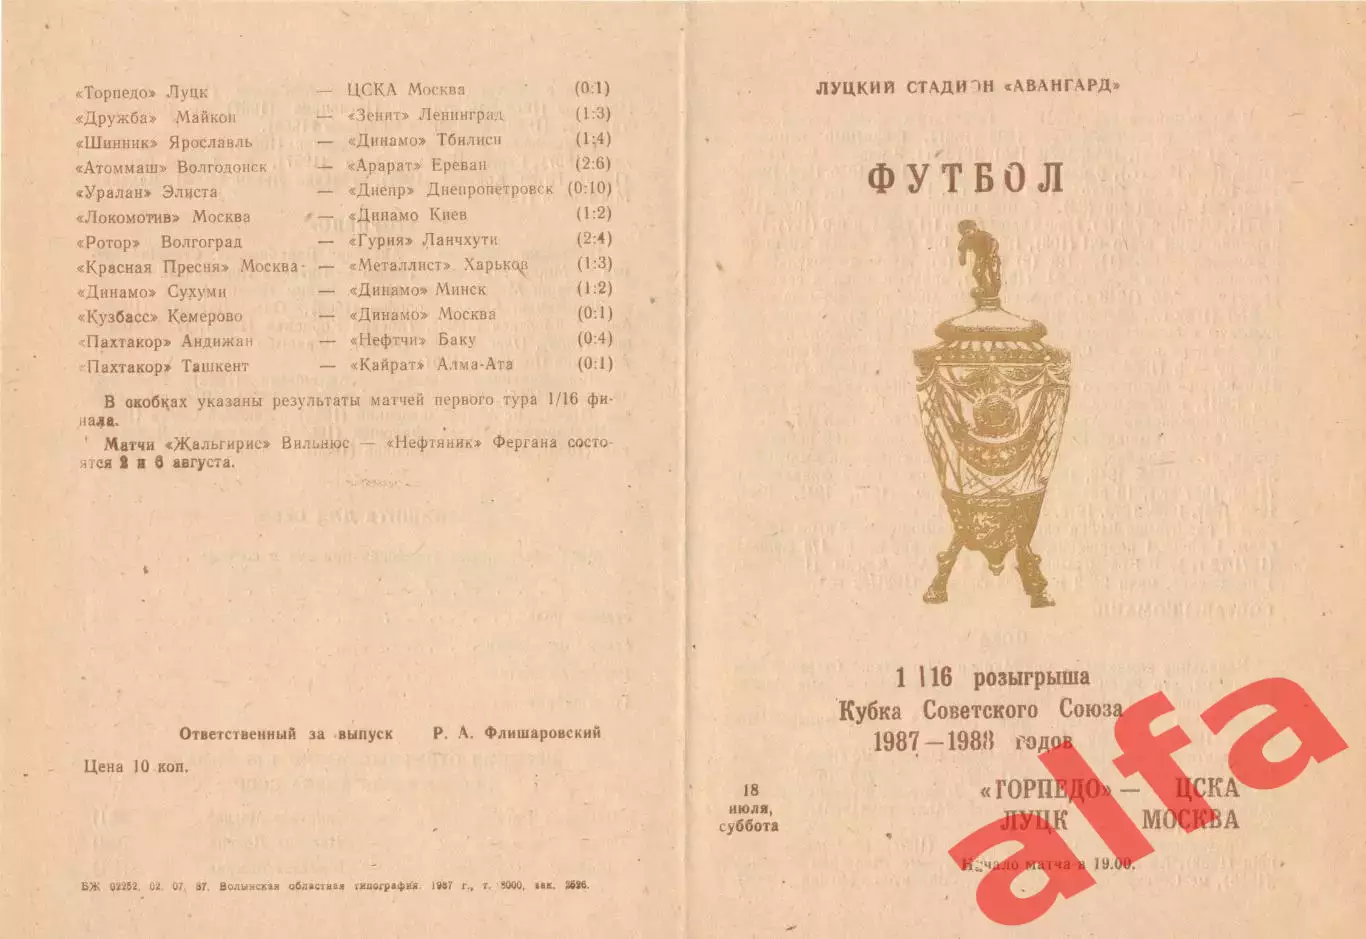 «Торпедо» Луцк — ЦСКА Москва (0:1)
«Дружба» Майкоп — «Зенит» Ленинград (1:3)
«Шинник» Ярославль — «Динамо» Тбилиси (1:4)
«Атоммаш» Волгодонск — «Арарат» Ереван (2:6)
«Уралан» Элиста — «Днепр» Днепропетровск (0:10)
«Локомотив» Москва — «Динамо Киев (1:2)
«Ротор» Волгоград — «Гурия» Ланчхути (2:4)
«Красная Пресня» Москва — «Металлист» Харьков (1:3)
«Динамо» Сухуми — «Динамо» Минск (1:2)
«Кузбасс» Кемерово — «Динамо» Москва (0:1)
«Пахтакор» Андижан — «Нефтчи» Баку (0:4)
«Пахтакор» Ташкент — «Кайрат» Алма-Ата (0:1)
В скобках указаны результаты матчей первого тура 1/16 фи-
нала.
Матчи «Жальгирис» Вильнюс — «Нефтяник» Фергана состо-
ятся 2 и 6 августа.
Ответственный за выпуск Р. А. Флишаровский
Цена 10 коп.
БЖ 02252. 02. 07. 87. Волынская областная типография. 1987 г., т. 8000, зак. 2526.
ЛУЦКИЙ СТАДИОН «АВАНГАРД»
ФУТБОЛ
1|16 розыгрыша
Кубка Советского Союза
1987—1988 годов
18
июля,
суббота
«ТОРПЕДО» — ЦСКА
ЛУЦК МОСКВА
Начало матча в 19.00.
alfa